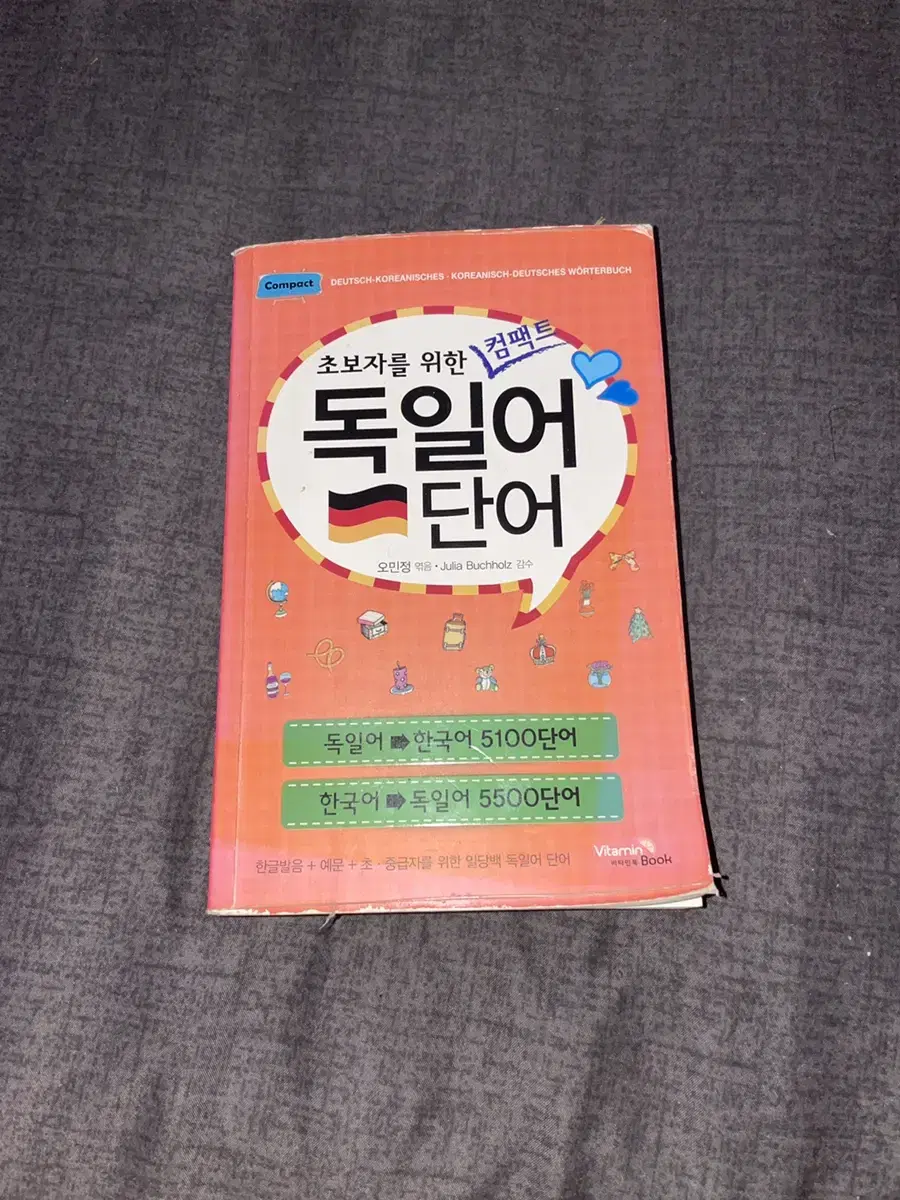 Compact
DEUTSCH-KOREANISCHES · KOREANISCH-DEUTSCHES WÖRTERBUCH
초보자를 위한 컴팩트
독일어
단어
오민정 엮음 · Julia Buchholz 감수
독일어 ➡ 한국어 5100단어
한국어 ➡ 독일어 5500단어
한글발음 + 예문 + 초 · 중급자를 위한 일당백 독일어 단어
Vitamin
비타민북 Book